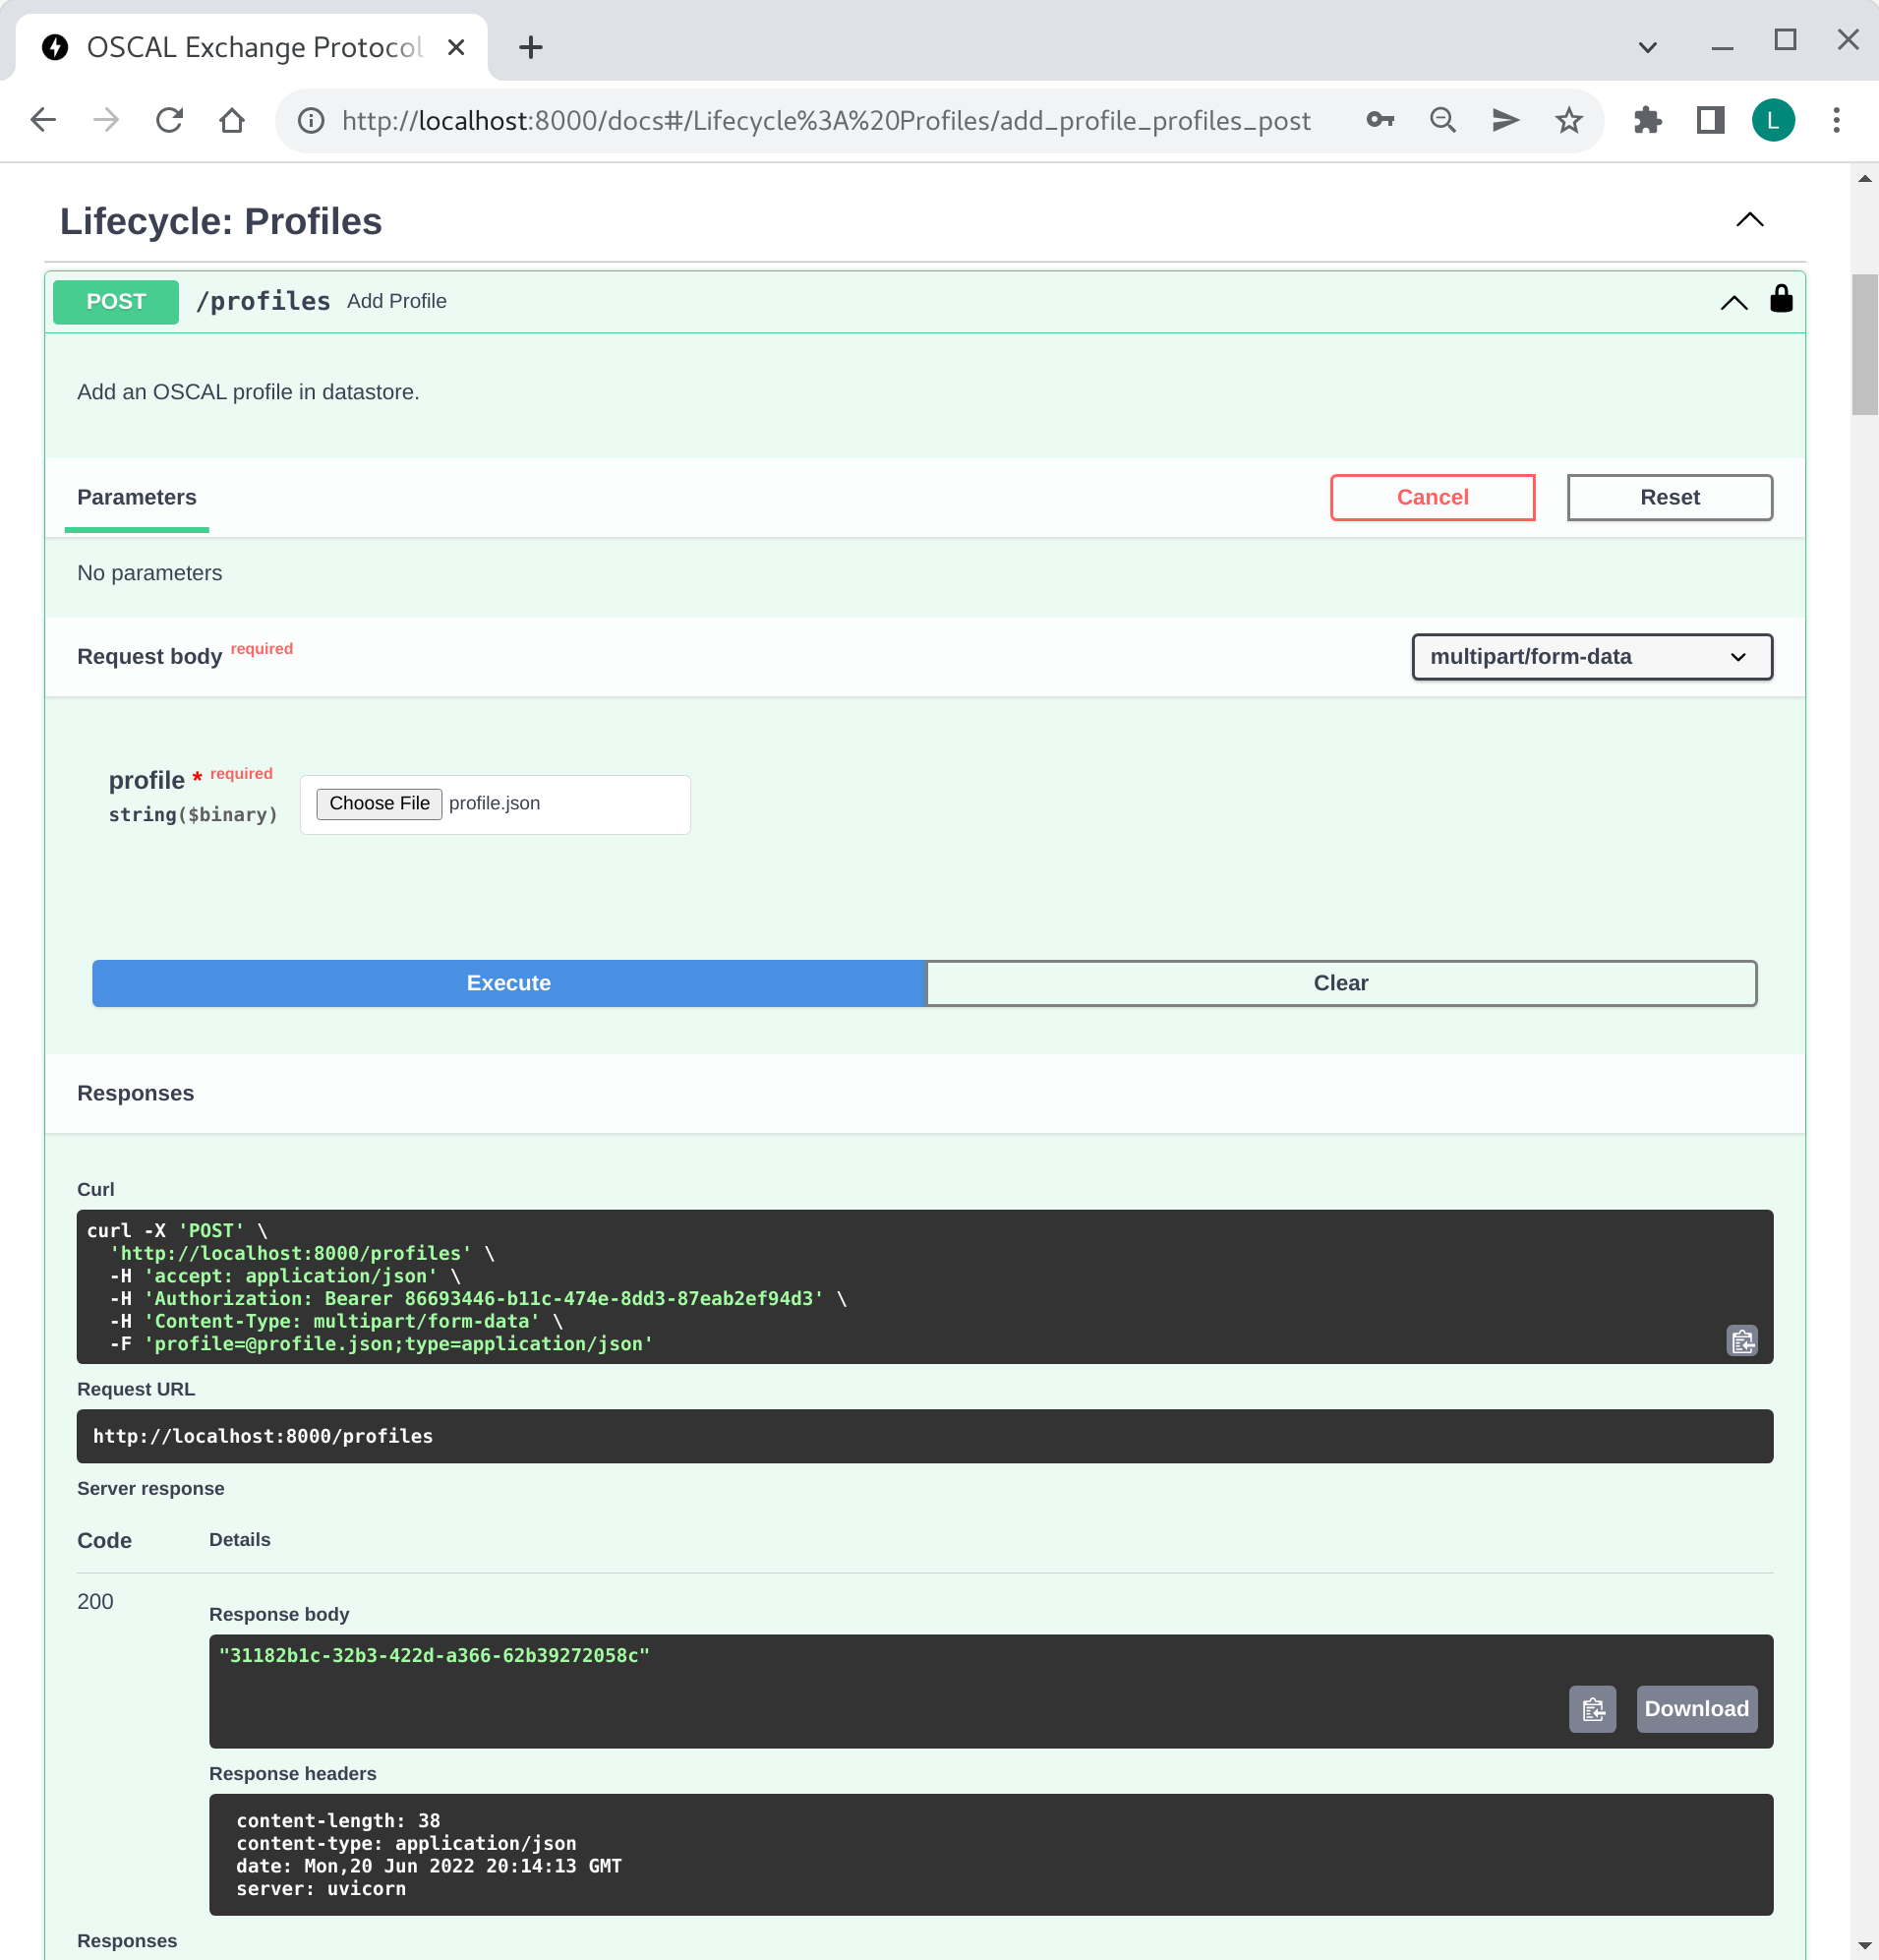 OSCAL Exchange Protocol
http://localhost:8000/docs#/Lifecycle%3A%20Profiles/add_profile_profiles_post
L
Lifecycle: Profiles
POST /profiles Add Profile
Add an OSCAL profile in datastore.
Parameters
Cancel
Reset
No parameters
Request body required
multipart/form-data
profile * required
string($binary)
Choose File profile.json
Execute
Clear
Responses
Curl
curl -X 'POST' \
  'http://localhost:8000/profiles' \
  -H 'accept: application/json' \
  -H 'Authorization: Bearer 86693446-b11c-474e-8dd3-87eab2ef94d3' \
  -H 'Content-Type: multipart/form-data' \
  -F 'profile=@profile.json;type=application/json'
Request URL
http://localhost:8000/profiles
Server response
Code Details
200
Response body
"31182b1c-32b3-422d-a366-62b39272058c"
Download
Response headers
content-length: 38
content-type: application/json
date: Mon,20 Jun 2022 20:14:13 GMT
server: uvicorn
Responses